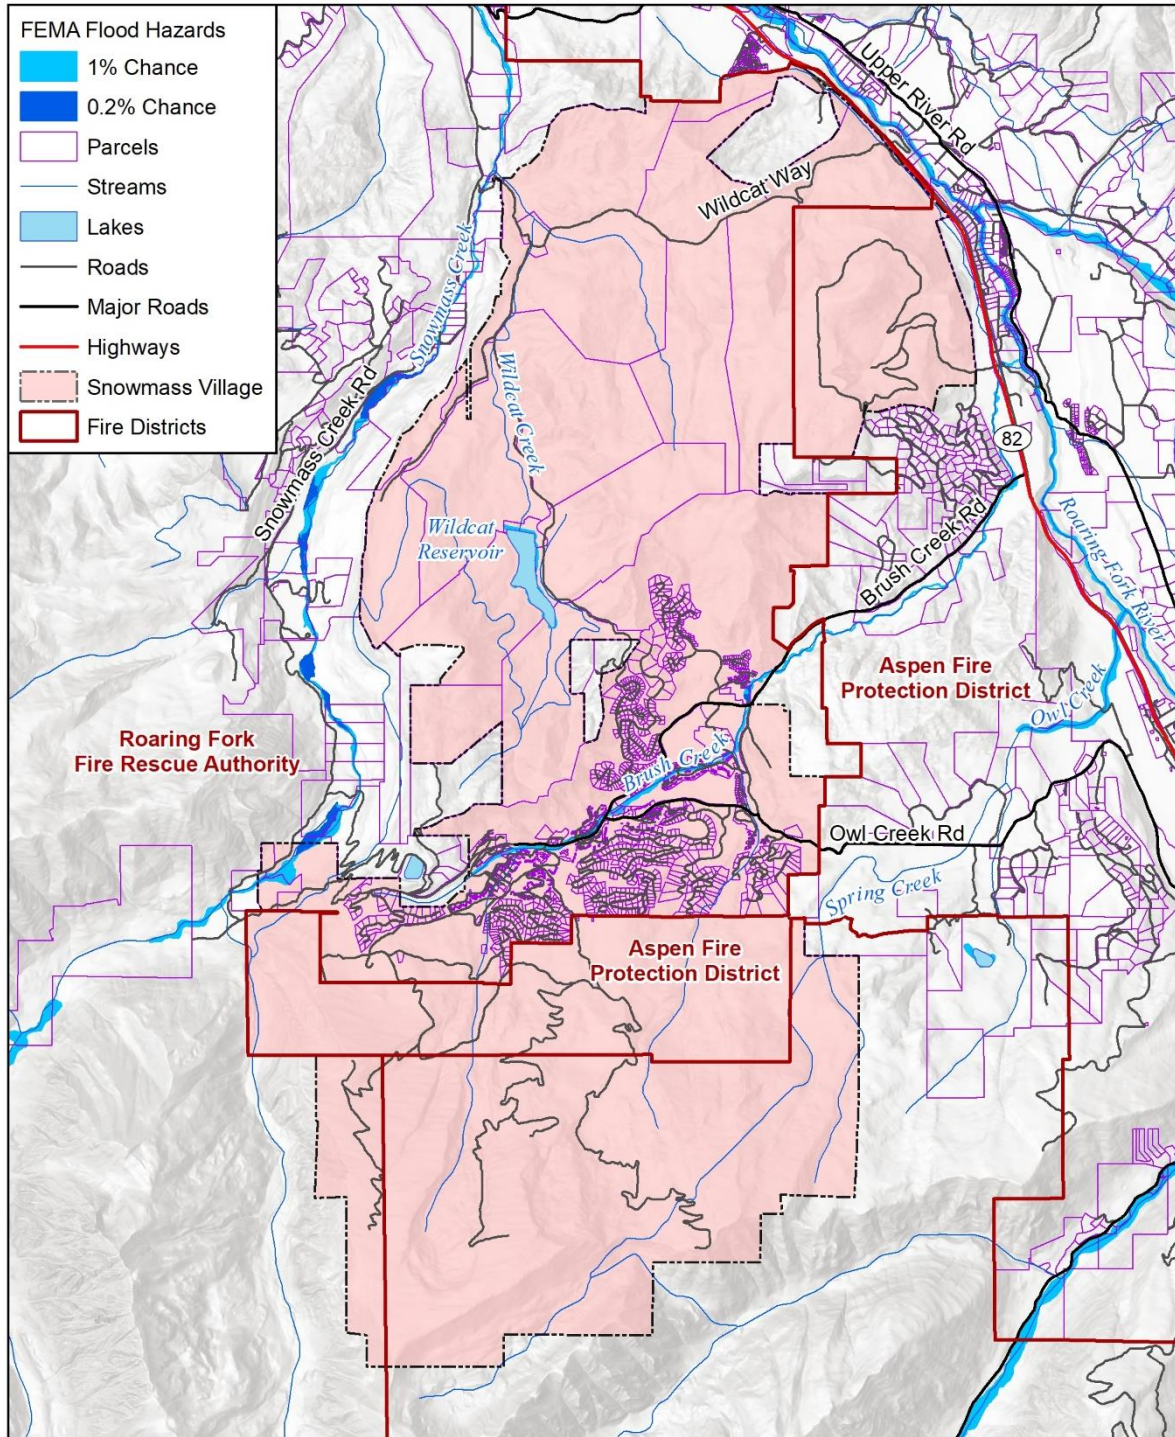 FEMA Flood Hazards
1% Chance
0.2% Chance
Parcels
Streams
Lakes
Roads
Major Roads
Highways
Snowmass Village
Fire Districts
Upper River Rd
Wildcat Way
Snowmass Creek
Snowmass Creek Rd
Wildcat Creek
82
Wildcat
Reservoir
Brush Creek Rd
Roaring Fork River
Aspen Fire
Protection District
Owl Creek
Roaring Fork
Fire Rescue Authority
Brush Creek
Owl Creek Rd
Spring Creek
Aspen Fire
Protection District